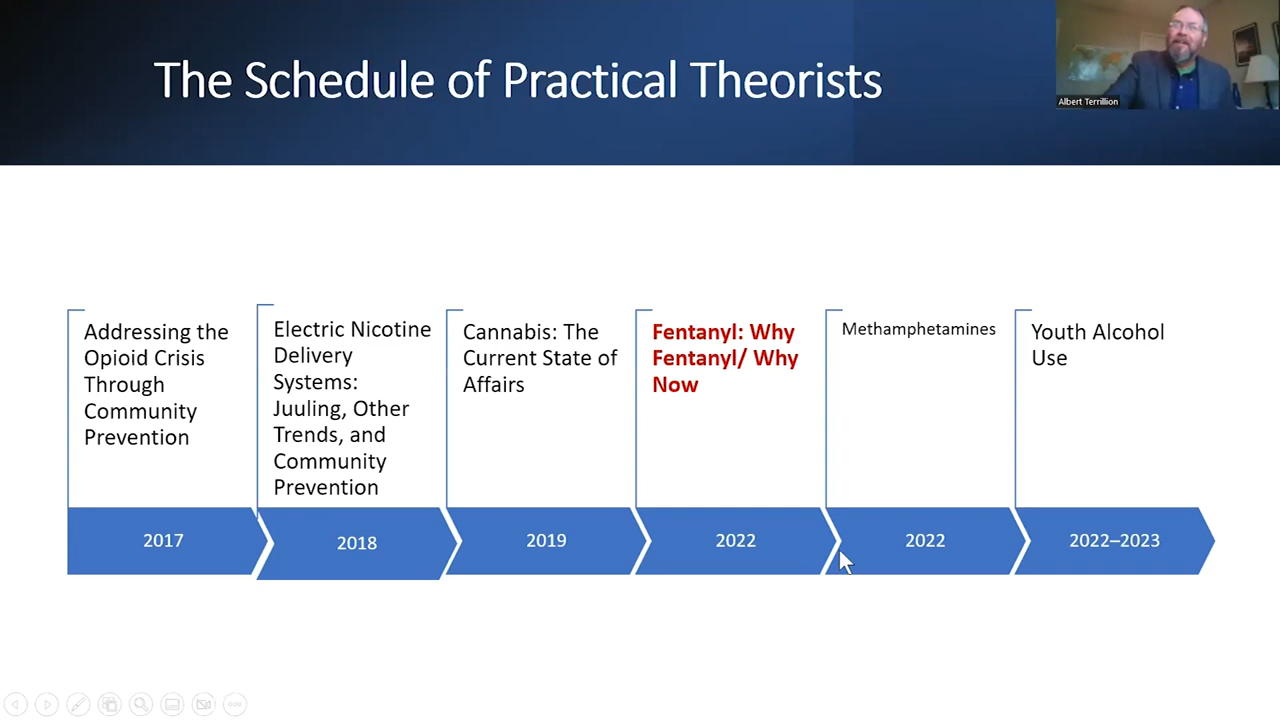 The Schedule of Practical Theorists
Albert Terrillion
Addressing the
Opioid Crisis
Through
Community
Prevention
Electric Nicotine
Delivery
Systems:
Juuling, Other
Trends, and
Community
Prevention
Cannabis: The
Current State of
Affairs
Fentanyl: Why
Fentanyl/ Why
Now
Methamphetamines
Youth Alcohol
Use
2017
2018
2019
2022
2022
2022–2023